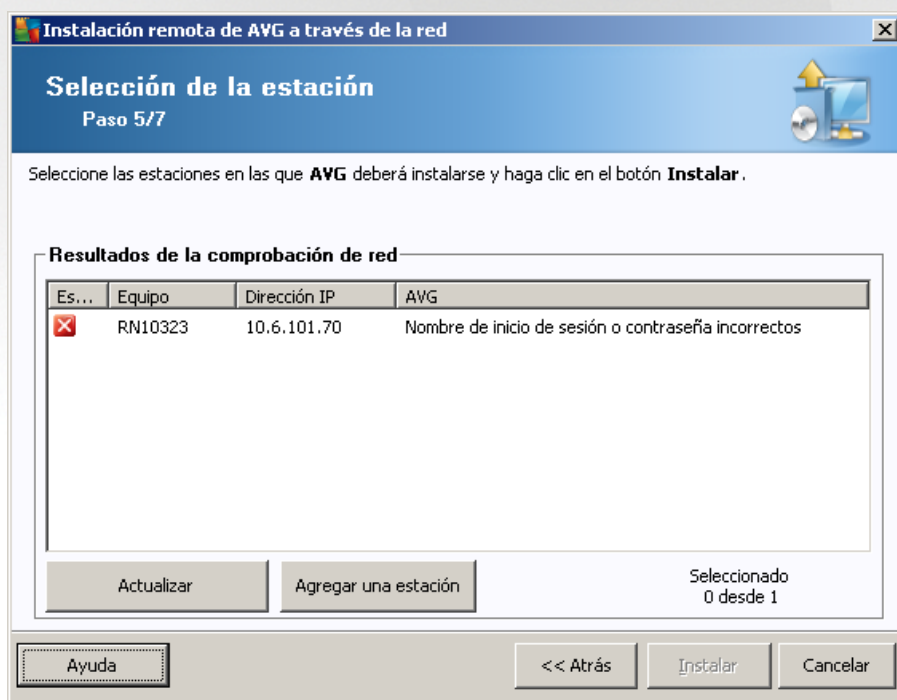 Instalación remota de AVG a través de la red
Selección de la estación
Paso 5/7
Seleccione las estaciones en las que AVG deberá instalarse y haga clic en el botón Instalar.
Resultados de la comprobación de red
Es... Equipo Dirección IP AVG
RN10323 10.6.101.70 Nombre de inicio de sesión o contraseña incorrectos
Actualizar Agregar una estación Seleccionado
0 desde 1
Ayuda << Atrás Instalar Cancelar